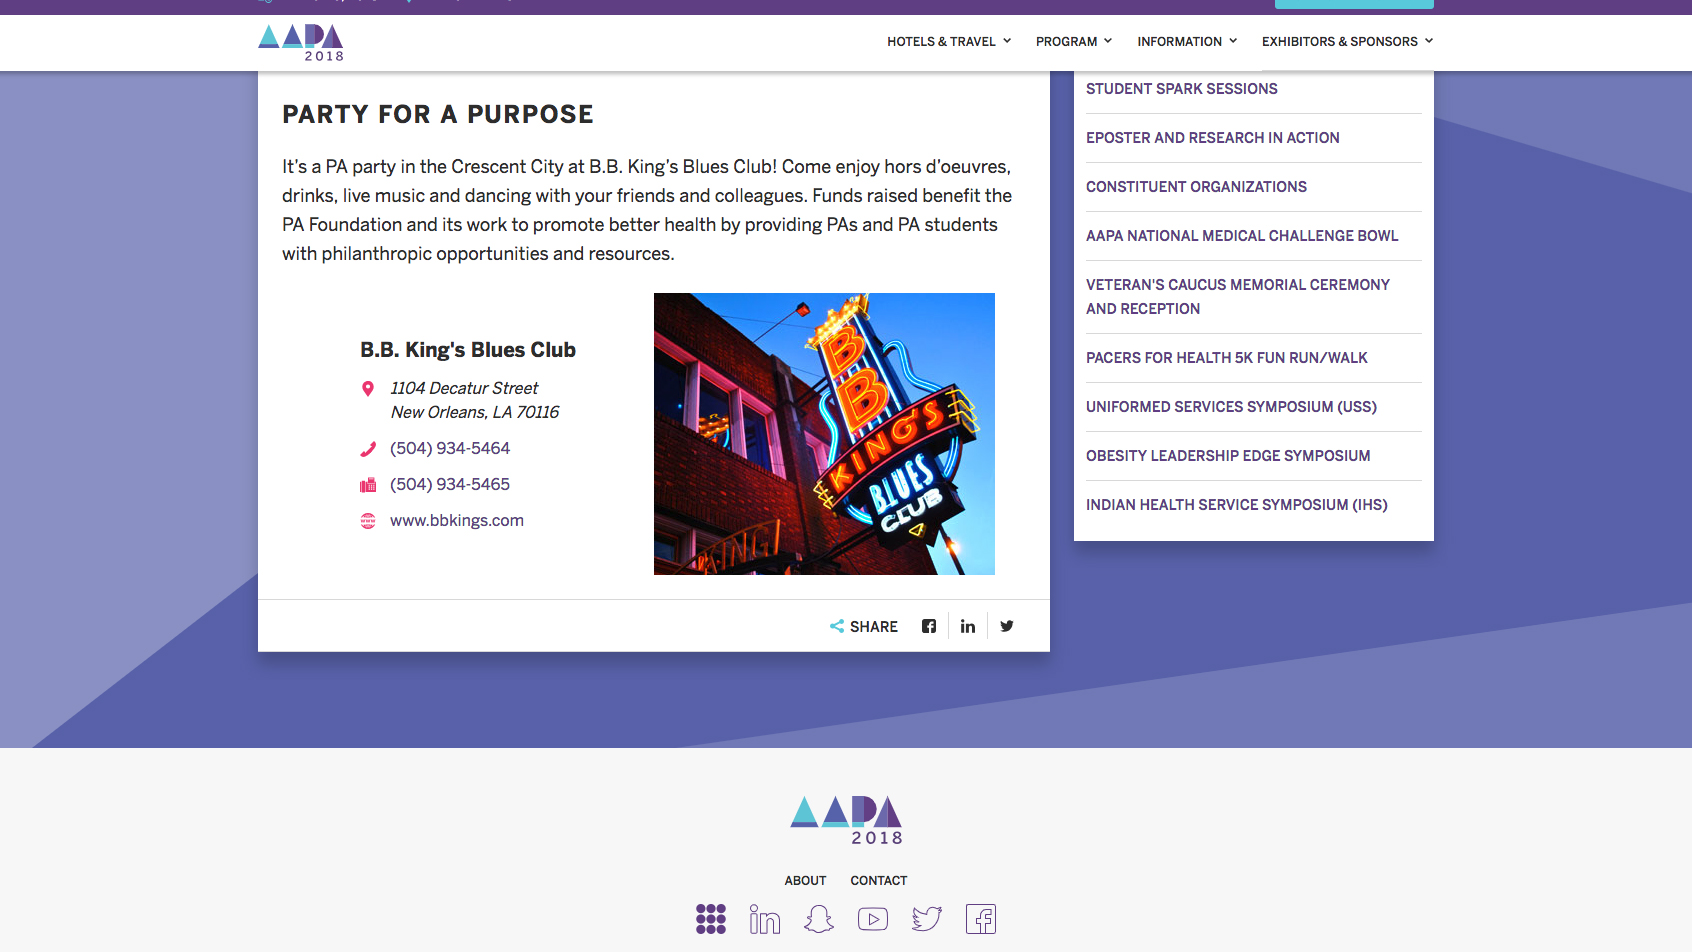 AAPA
2018
HOTELS & TRAVEL
PROGRAM
INFORMATION
EXHIBITORS & SPONSORS
PARTY FOR A PURPOSE
It's a PA party in the Crescent City at B.B. King's Blues Club! Come enjoy hors d'oeuvres,
drinks, live music and dancing with your friends and colleagues. Funds raised benefit the
PA Foundation and its work to promote better health by providing PAs and PA students
with philanthropic opportunities and resources.
B.B. King's Blues Club
1104 Decatur Street
New Orleans, LA 70116
(504) 934-5464
(504) 934-5465
www.bbkings.com
BB
KING'S
BLUES
CLUB
SHARE
STUDENT SPARK SESSIONS
EPOSTER AND RESEARCH IN ACTION
CONSTITUENT ORGANIZATIONS
AAPA NATIONAL MEDICAL CHALLENGE BOWL
VETERAN'S CAUCUS MEMORIAL CEREMONY
AND RECEPTION
PACERS FOR HEALTH 5K FUN RUN/WALK
UNIFORMED SERVICES SYMPOSIUM (USS)
OBESITY LEADERSHIP EDGE SYMPOSIUM
INDIAN HEALTH SERVICE SYMPOSIUM (IHS)
AAPA
2018
ABOUT
CONTACT